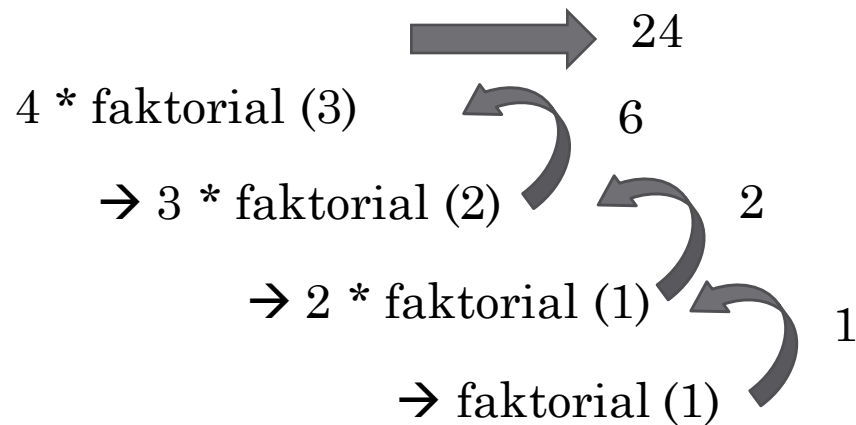 24
4 * faktorial (3)
6
→ 3 * faktorial (2)
2
→ 2 * faktorial (1)
1
→ faktorial (1)